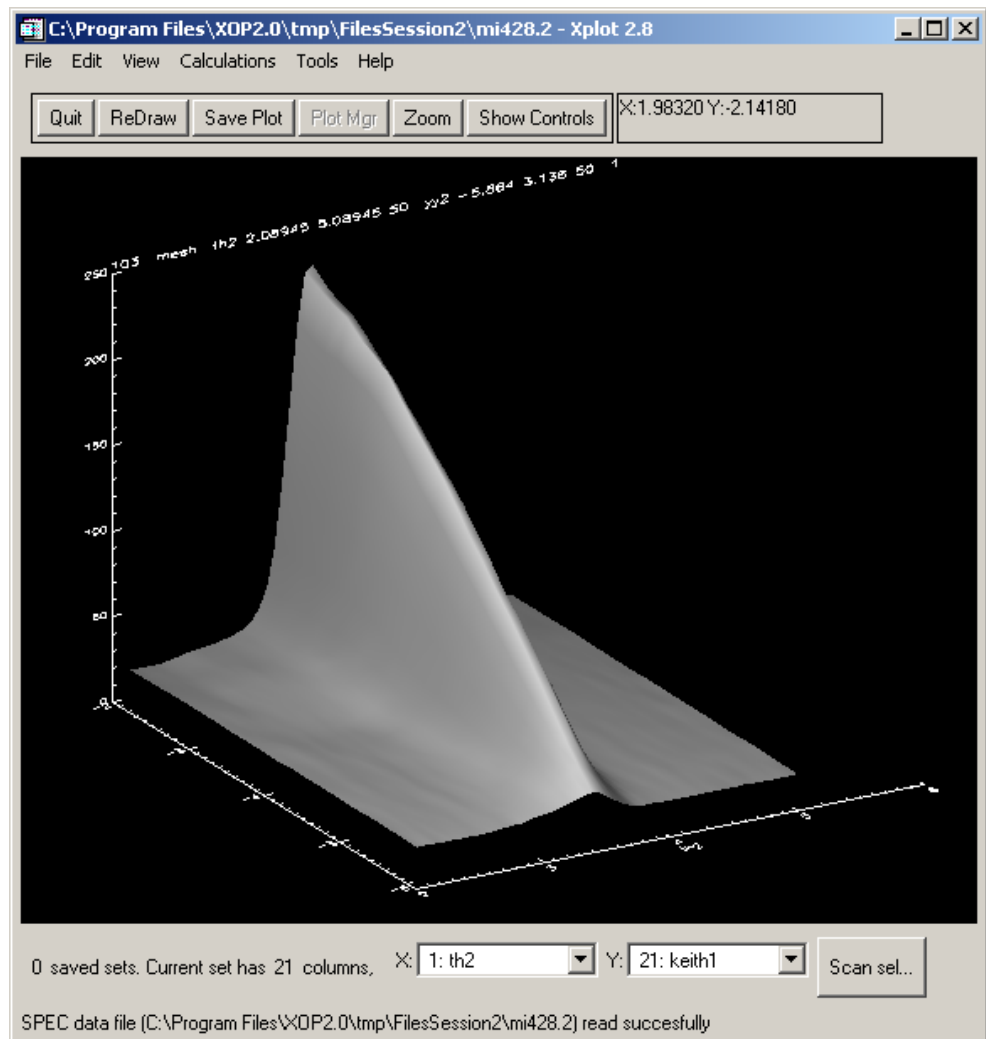 C:\Program Files\XOP2.0\tmp\FilesSession2\mi428.2 - Xplot 2.8
File Edit View Calculations Tools Help
Quit ReDraw Save Plot Plot Mgr Zoom Show Controls X:1.98320 Y:-2.14180
103 mesh th2 2.08945 5.08945 50 yy2 -5.864 3.136 50 1
250
200
150
100
50
0
0 saved sets. Current set has 21 columns, X: 1: th2 Y: 21: keith1 Scan sel...
SPEC data file (C:\Program Files\XOP2.0\tmp\FilesSession2\mi428.2) read succesfully